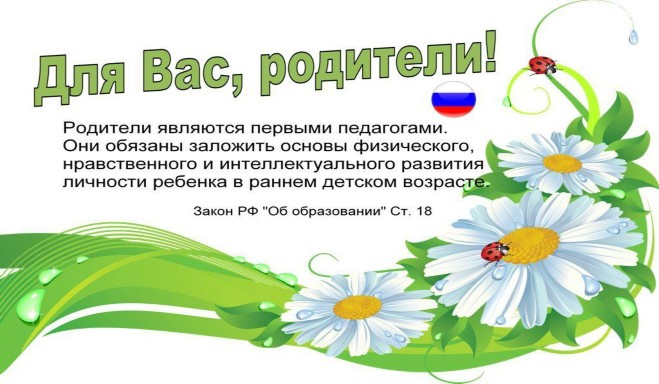 Для Вас, родители!
Родители являются первыми педагогами.
Они обязаны заложить основы физического,
нравственного и интеллектуального развития
личности ребенка в раннем детском возрасте.
Закон РФ "Об образовании" Ст. 18